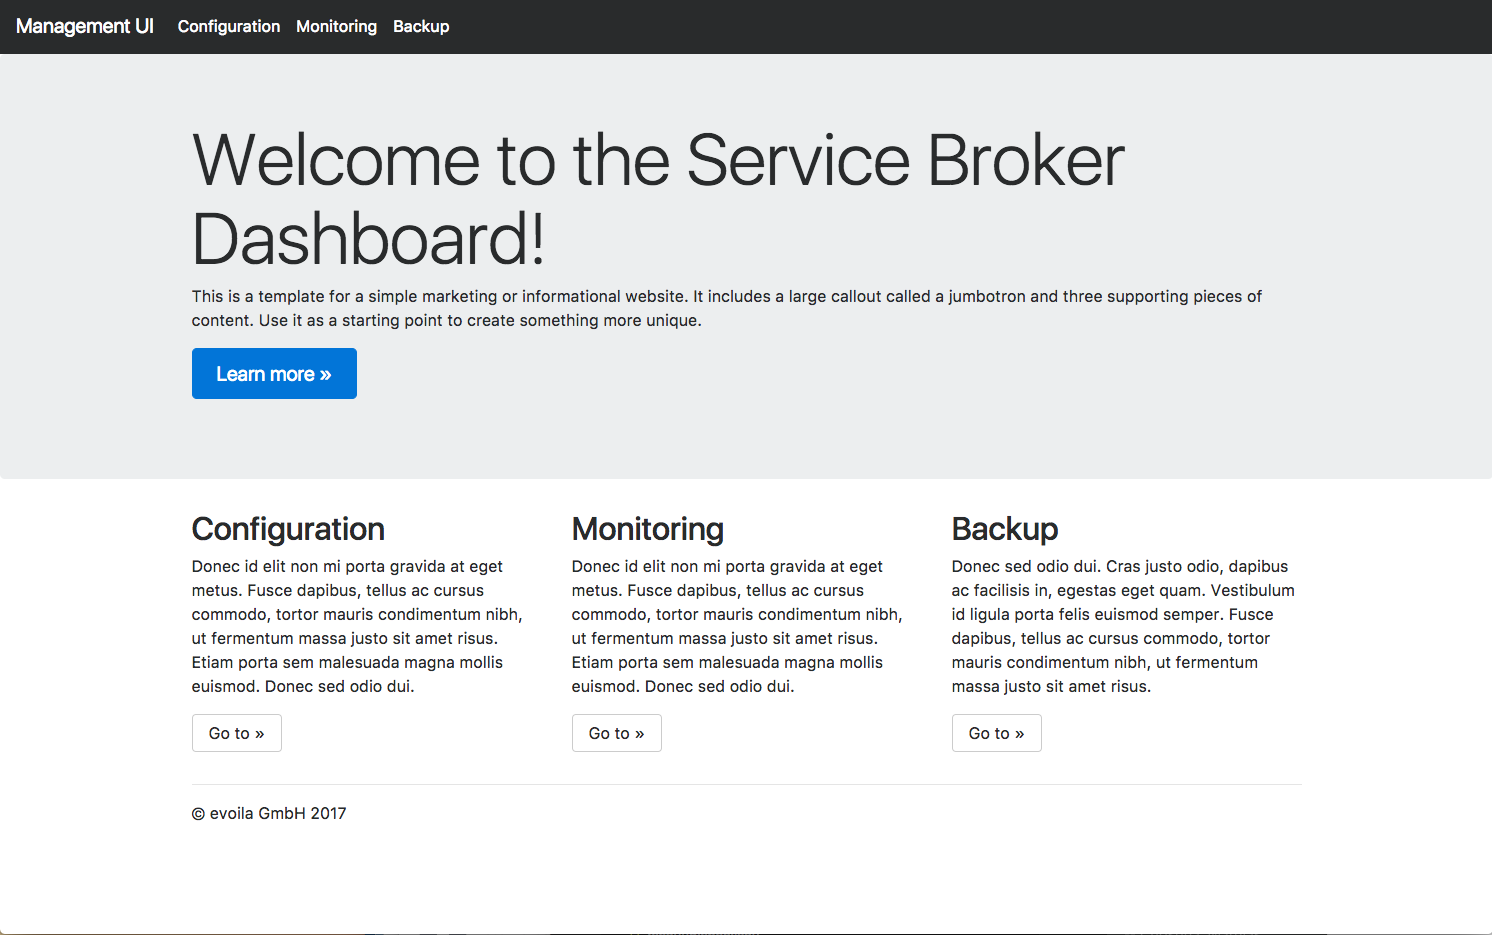 Management UI Configuration Monitoring Backup
Welcome to the Service Broker
Dashboard!
This is a template for a simple marketing or informational website. It includes a large callout called a jumbotron and three supporting pieces of
content. Use it as a starting point to create something more unique.
Learn more »
Configuration
Donec id elit non mi porta gravida at eget
metus. Fusce dapibus, tellus ac cursus
commodo, tortor mauris condimentum nibh,
ut fermentum massa justo sit amet risus.
Etiam porta sem malesuada magna mollis
euismod. Donec sed odio dui.
Go to »
Monitoring
Donec id elit non mi porta gravida at eget
metus. Fusce dapibus, tellus ac cursus
commodo, tortor mauris condimentum nibh,
ut fermentum massa justo sit amet risus.
Etiam porta sem malesuada magna mollis
euismod. Donec sed odio dui.
Go to »
Backup
Donec sed odio dui. Cras justo odio, dapibus
ac facilisis in, egestas eget quam. Vestibulum
id ligula porta felis euismod semper. Fusce
dapibus, tellus ac cursus commodo, tortor
mauris condimentum nibh, ut fermentum
massa justo sit amet risus.
Go to »
© evoila GmbH 2017